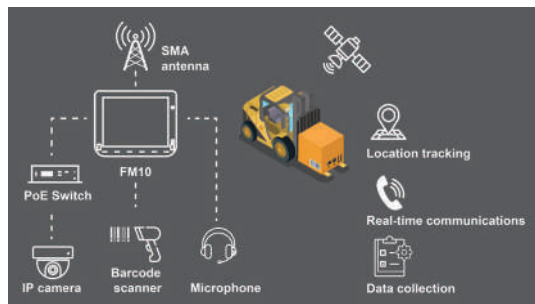 SMA
antenna
FM10
PoE Switch
IP camera
Barcode
scanner
Microphone
Location tracking
Real-time communications
Data collection